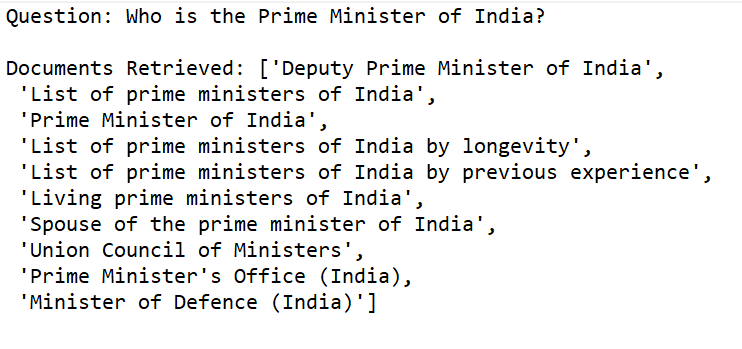 Question: Who is the Prime Minister of India?
Documents Retrieved: ['Deputy Prime Minister of India',
'List of prime ministers of India',
'Prime Minister of India',
'List of prime ministers of India by longevity',
'List of prime ministers of India by previous experience',
'Living prime ministers of India',
'Spouse of the prime minister of India',
'Union Council of Ministers',
'Prime Minister's Office (India),
'Minister of Defence (India)']